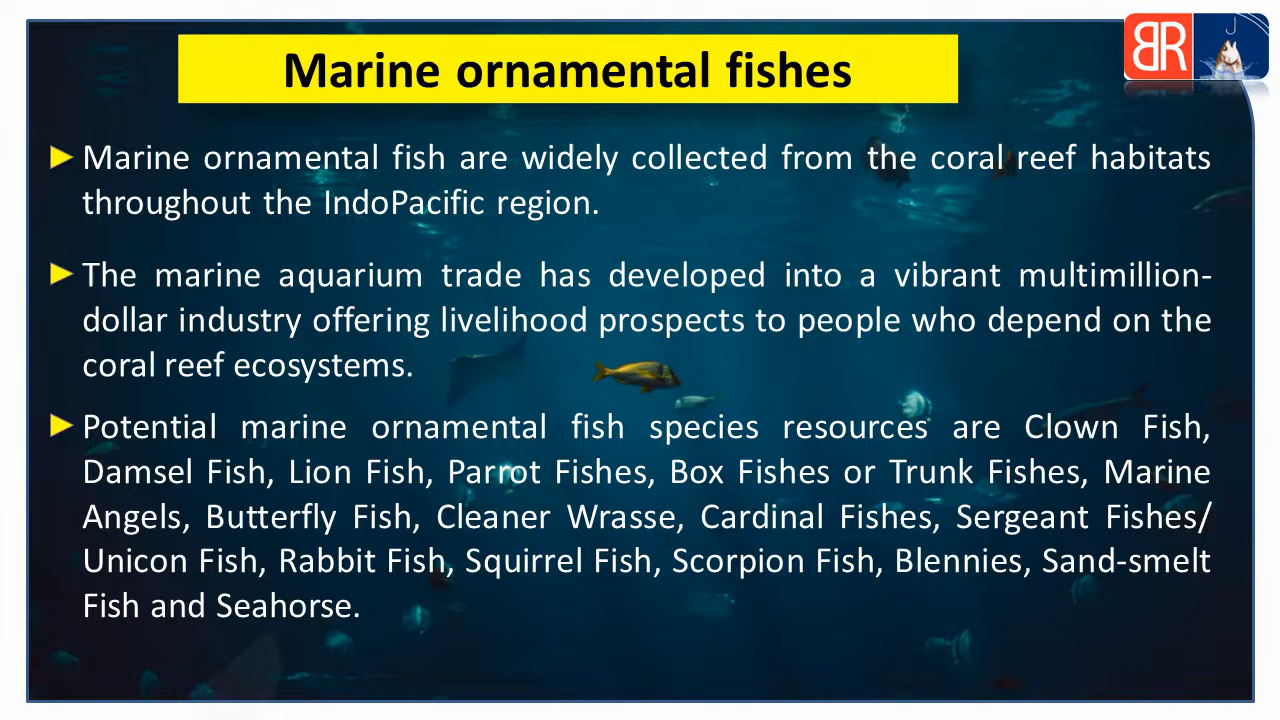 Marine ornamental fishes
BR
Marine ornamental fish are widely collected from the coral reef habitats
throughout the IndoPacific region.
The marine aquarium trade has developed into a vibrant multimillion-
dollar industry offering livelihood prospects to people who depend on the
coral reef ecosystems.
Potential marine ornamental fish species resources are Clown Fish,
Damsel Fish, Lion Fish, Parrot Fishes, Box Fishes or Trunk Fishes, Marine
Angels, Butterfly Fish, Cleaner Wrasse, Cardinal Fishes, Sergeant Fishes/
Unicon Fish, Rabbit Fish, Squirrel Fish, Scorpion Fish, Blennies, Sand-smelt
Fish and Seahorse.